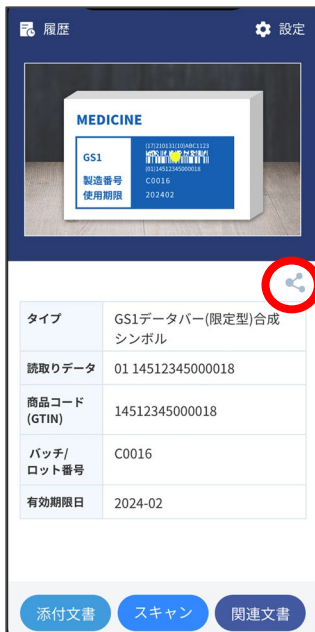 履歴
設定
MEDICINE
(17)210131(10)ABC1123
GS1
(01)14512345000018
製造番号 C0016
使用期限 202402
タイプ GS1データバー(限定型)合成
シンボル
読取りデータ 01 14512345000018
商品コード
(GTIN) 14512345000018
バッチ/
ロット番号 C0016
有効期限日 2024-02
添付文書
スキャン
関連文書